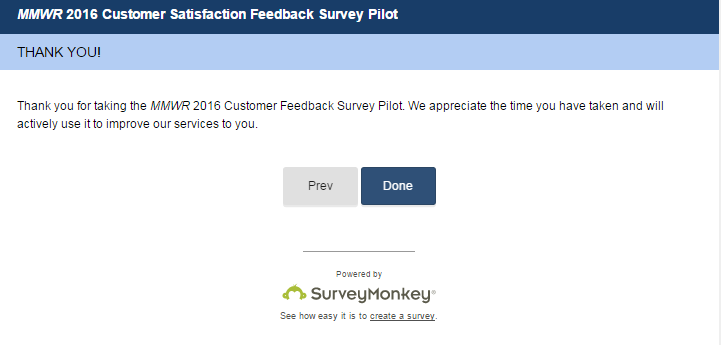 MMWR 2016 Customer Satisfaction Feedback Survey Pilot
THANK YOU!
Thank you for taking the MMWR 2016 Customer Feedback Survey Pilot. We appreciate the time you have taken and will
actively use it to improve our services to you.
Prev Done
Powered by
SurveyMonkey®
See how easy it is to create a survey.